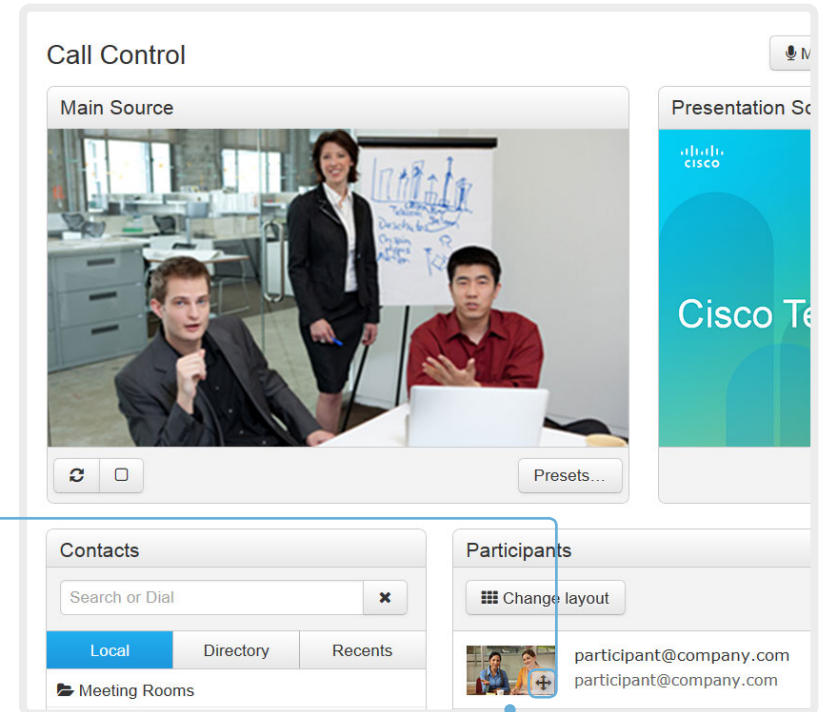 Call Control
M
Main Source
Presentation So
CISCO
Cisco Te
Presets...
Contacts
Participants
Search or Dial
Change layout
Local Directory Recents
participant@company.com
participant@company.com
Meeting Rooms